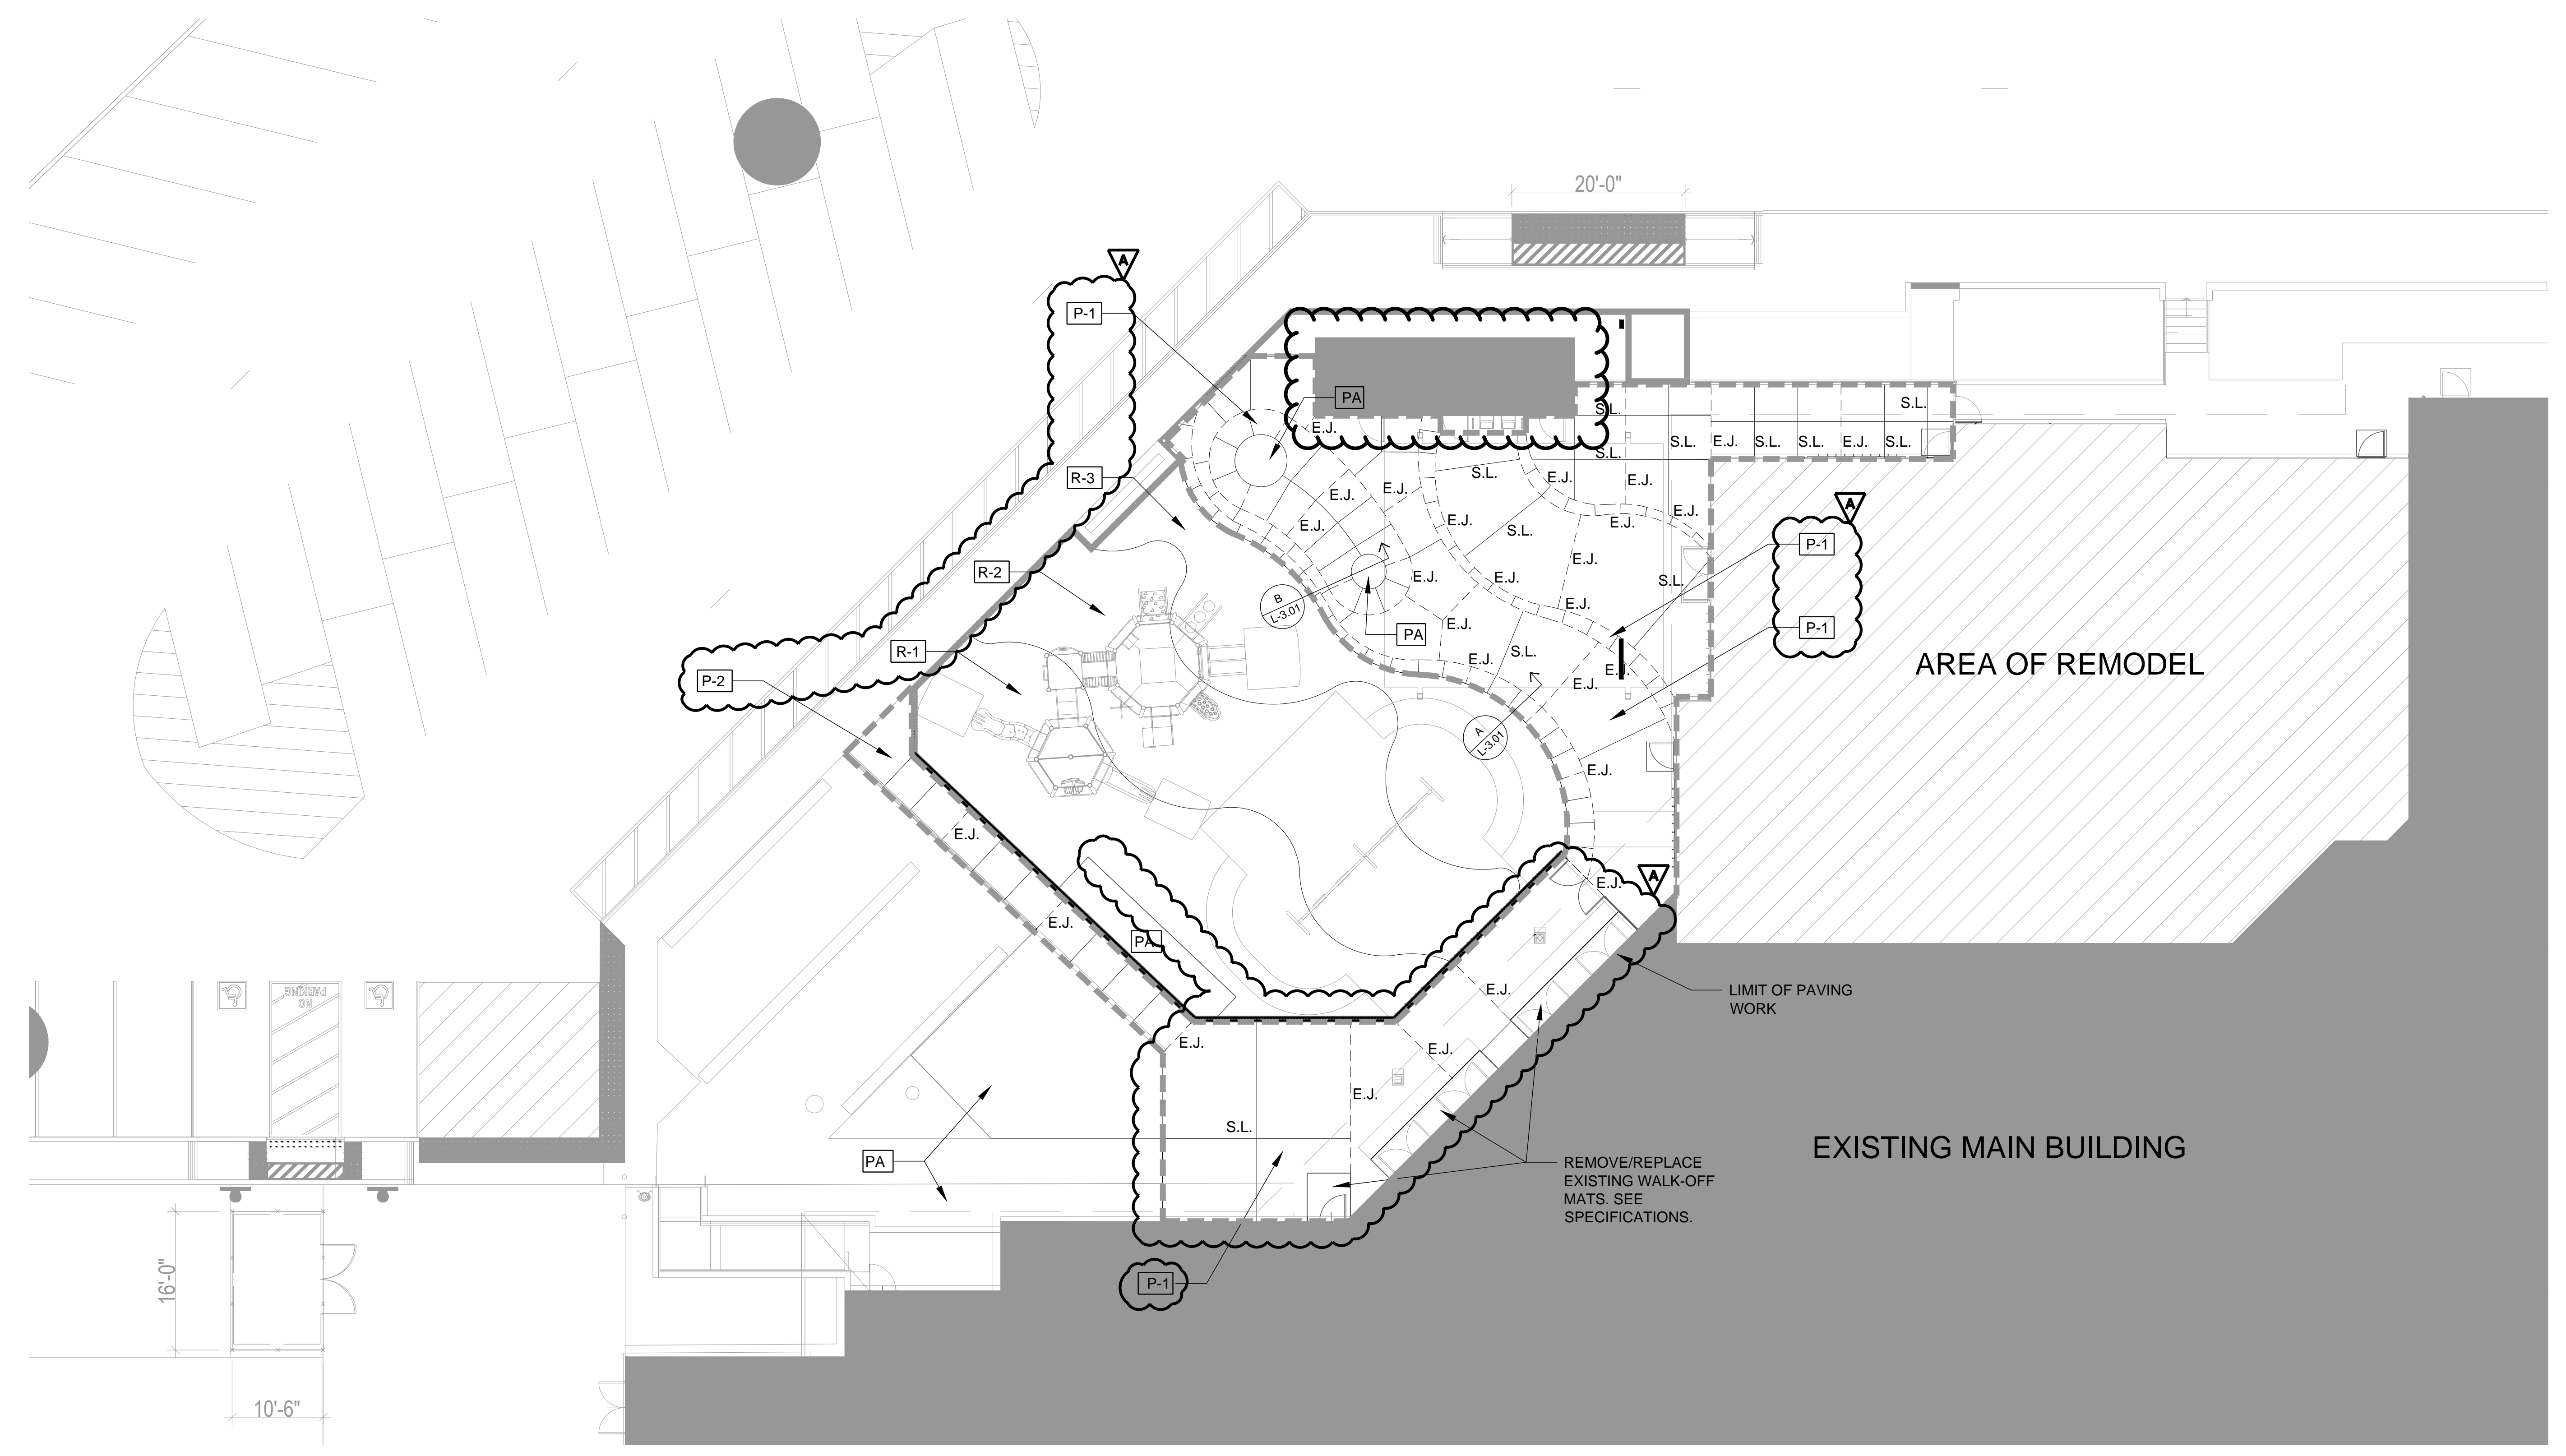 20'-0"
A
P-1
PA
S.L.
S.L.
E.J.
S.L.
E.J.
S.L.
S.L.
E.J.
S.L.
S.L.
R-3
S.L.
E.J.
E.J.
E.J.
E.J.
A
E.J.
E.J.
S.L.
E.J.
E.J.
P-1
R-2
E.J.
E.J.
E.J.
S.L.
B
L-3.01
E.J.
P-1
E.J.
PA
R-1
S.L.
E.J.
E.J.
AREA OF REMODEL
P-2
E.J.
A
L-3.01
E.J.
E.J.
A
E.J.
E.J.
PA
LIMIT OF PAVING
WORK
E.J.
NO
PARKING
E.J.
E.J.
E.J.
S.L.
EXISTING MAIN BUILDING
PA
REMOVE/REPLACE
EXISTING WALK-OFF
MATS. SEE
SPECIFICATIONS.
16'-0"
P-1
10'-6"